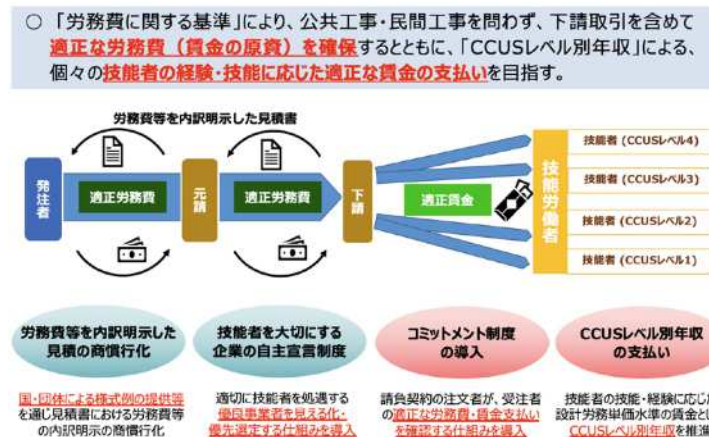 ○ 「労務費に関する基準」により、公共工事・民間工事を問わず、下請取引を含めて
適正な労務費（賃金の原資）を確保するとともに、「CCUSレベル別年収」による、
個々の技能者の経験・技能に応じた適正な賃金の支払いを目指す。
労務費等を内訳明示した見積書
発注者
適正労務費
元請
適正労務費
下請
適正賃金
技能労働者
技能者 (CCUSレベル4)
技能者 (CCUSレベル3)
技能者 (CCUSレベル2)
技能者 (CCUSレベル1)
労務費等を内訳明示した
見積の商慣行化
国・団体による様式例の提供等
を通じ見積書における労務費等
の内訳明示の商慣行化
技能者を大切にする
企業の自主宣言制度
適切に技能者を処遇する
優良事業者を見える化・
優先選定する仕組みを導入
コミットメント制度
の導入
請負契約の注文者が、受注者
の適正な労務費・賃金支払い
を確認する仕組みを導入
CCUSレベル別年収
の支払い
技能者の技能・経験に応じ
設計労務単価水準の賃金とし
CCUSレベル別年収を推進